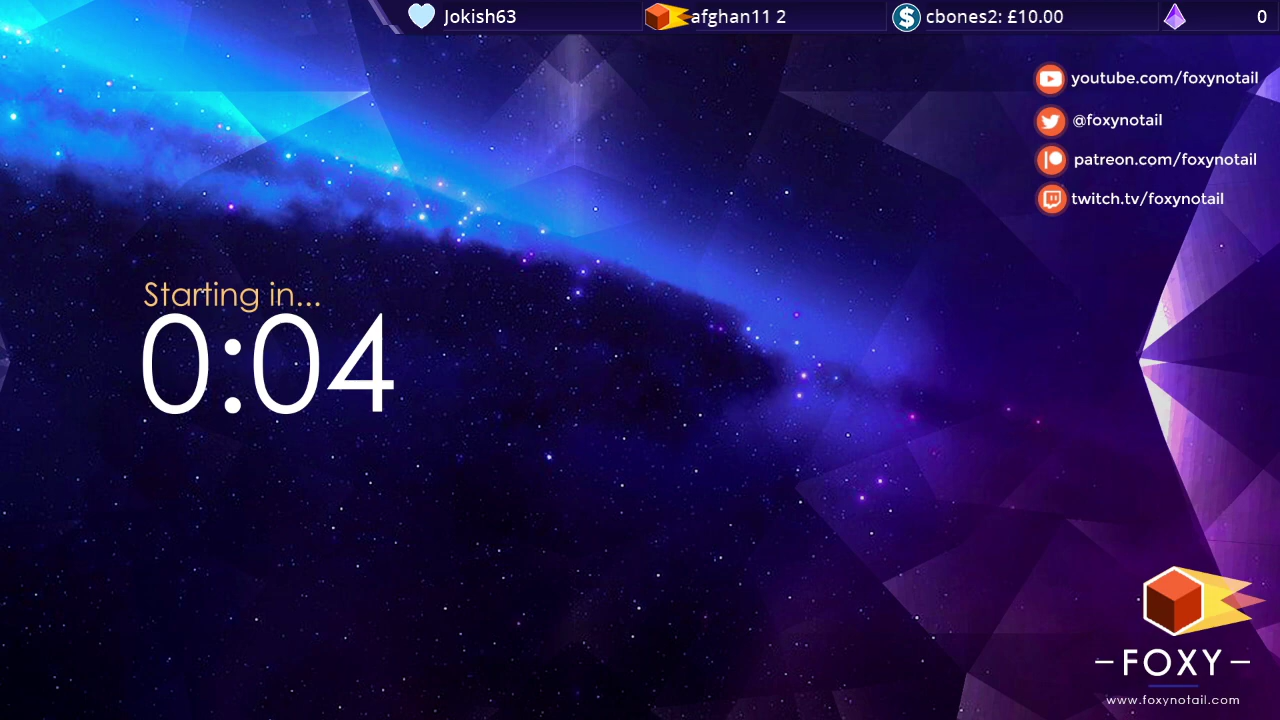 Jokish63
afghan11 2
cbones2: £10.00
0
youtube.com/foxynotail
@foxynotail
patreon.com/foxynotail
twitch.tv/foxynotail
Starting in...
0:04
FOXY
www.foxynotail.com